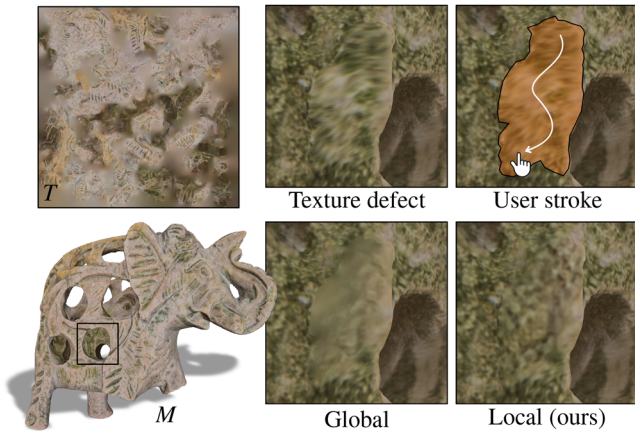 T
Texture defect
User stroke
M
Global
Local (ours)